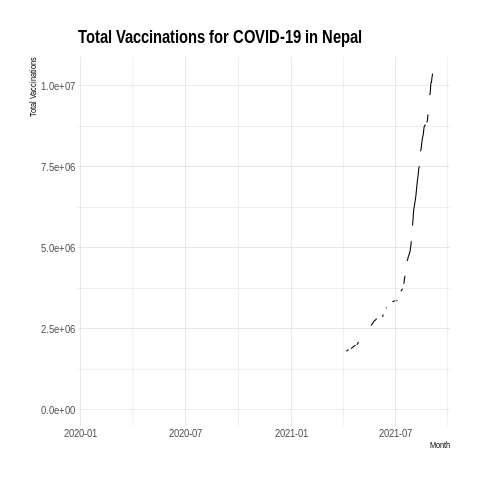 Total Vaccinations for COVID-19 in Nepal
Total Vaccinations
1.0e+07
7.5e+06
5.0e+06
2.5e+06
0.0e+00
2020-01 2020-07 2021-01 2021-07
Month